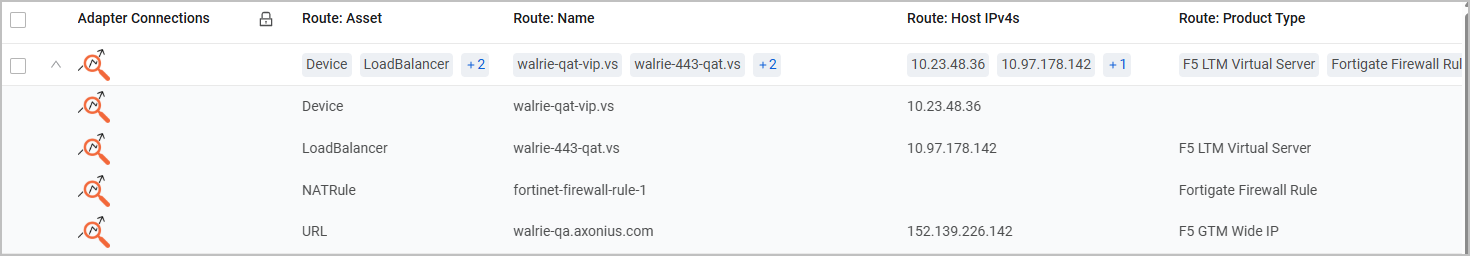 Adapter Connections Route: Asset Route: Name Route: Host IPv4s Route: Product Type
Device LoadBalancer +2 walrie-qat-vip.vs walrie-443-qat.vs +2 10.23.48.36 10.97.178.142 +1 F5 LTM Virtual Server Fortigate Firewall Rul
Device walrie-qat-vip.vs 10.23.48.36
LoadBalancer walrie-443-qat.vs 10.97.178.142 F5 LTM Virtual Server
NATRule fortinet-firewall-rule-1 Fortigate Firewall Rule
URL walrie-qa.axonius.com 152.139.226.142 F5 GTM Wide IP